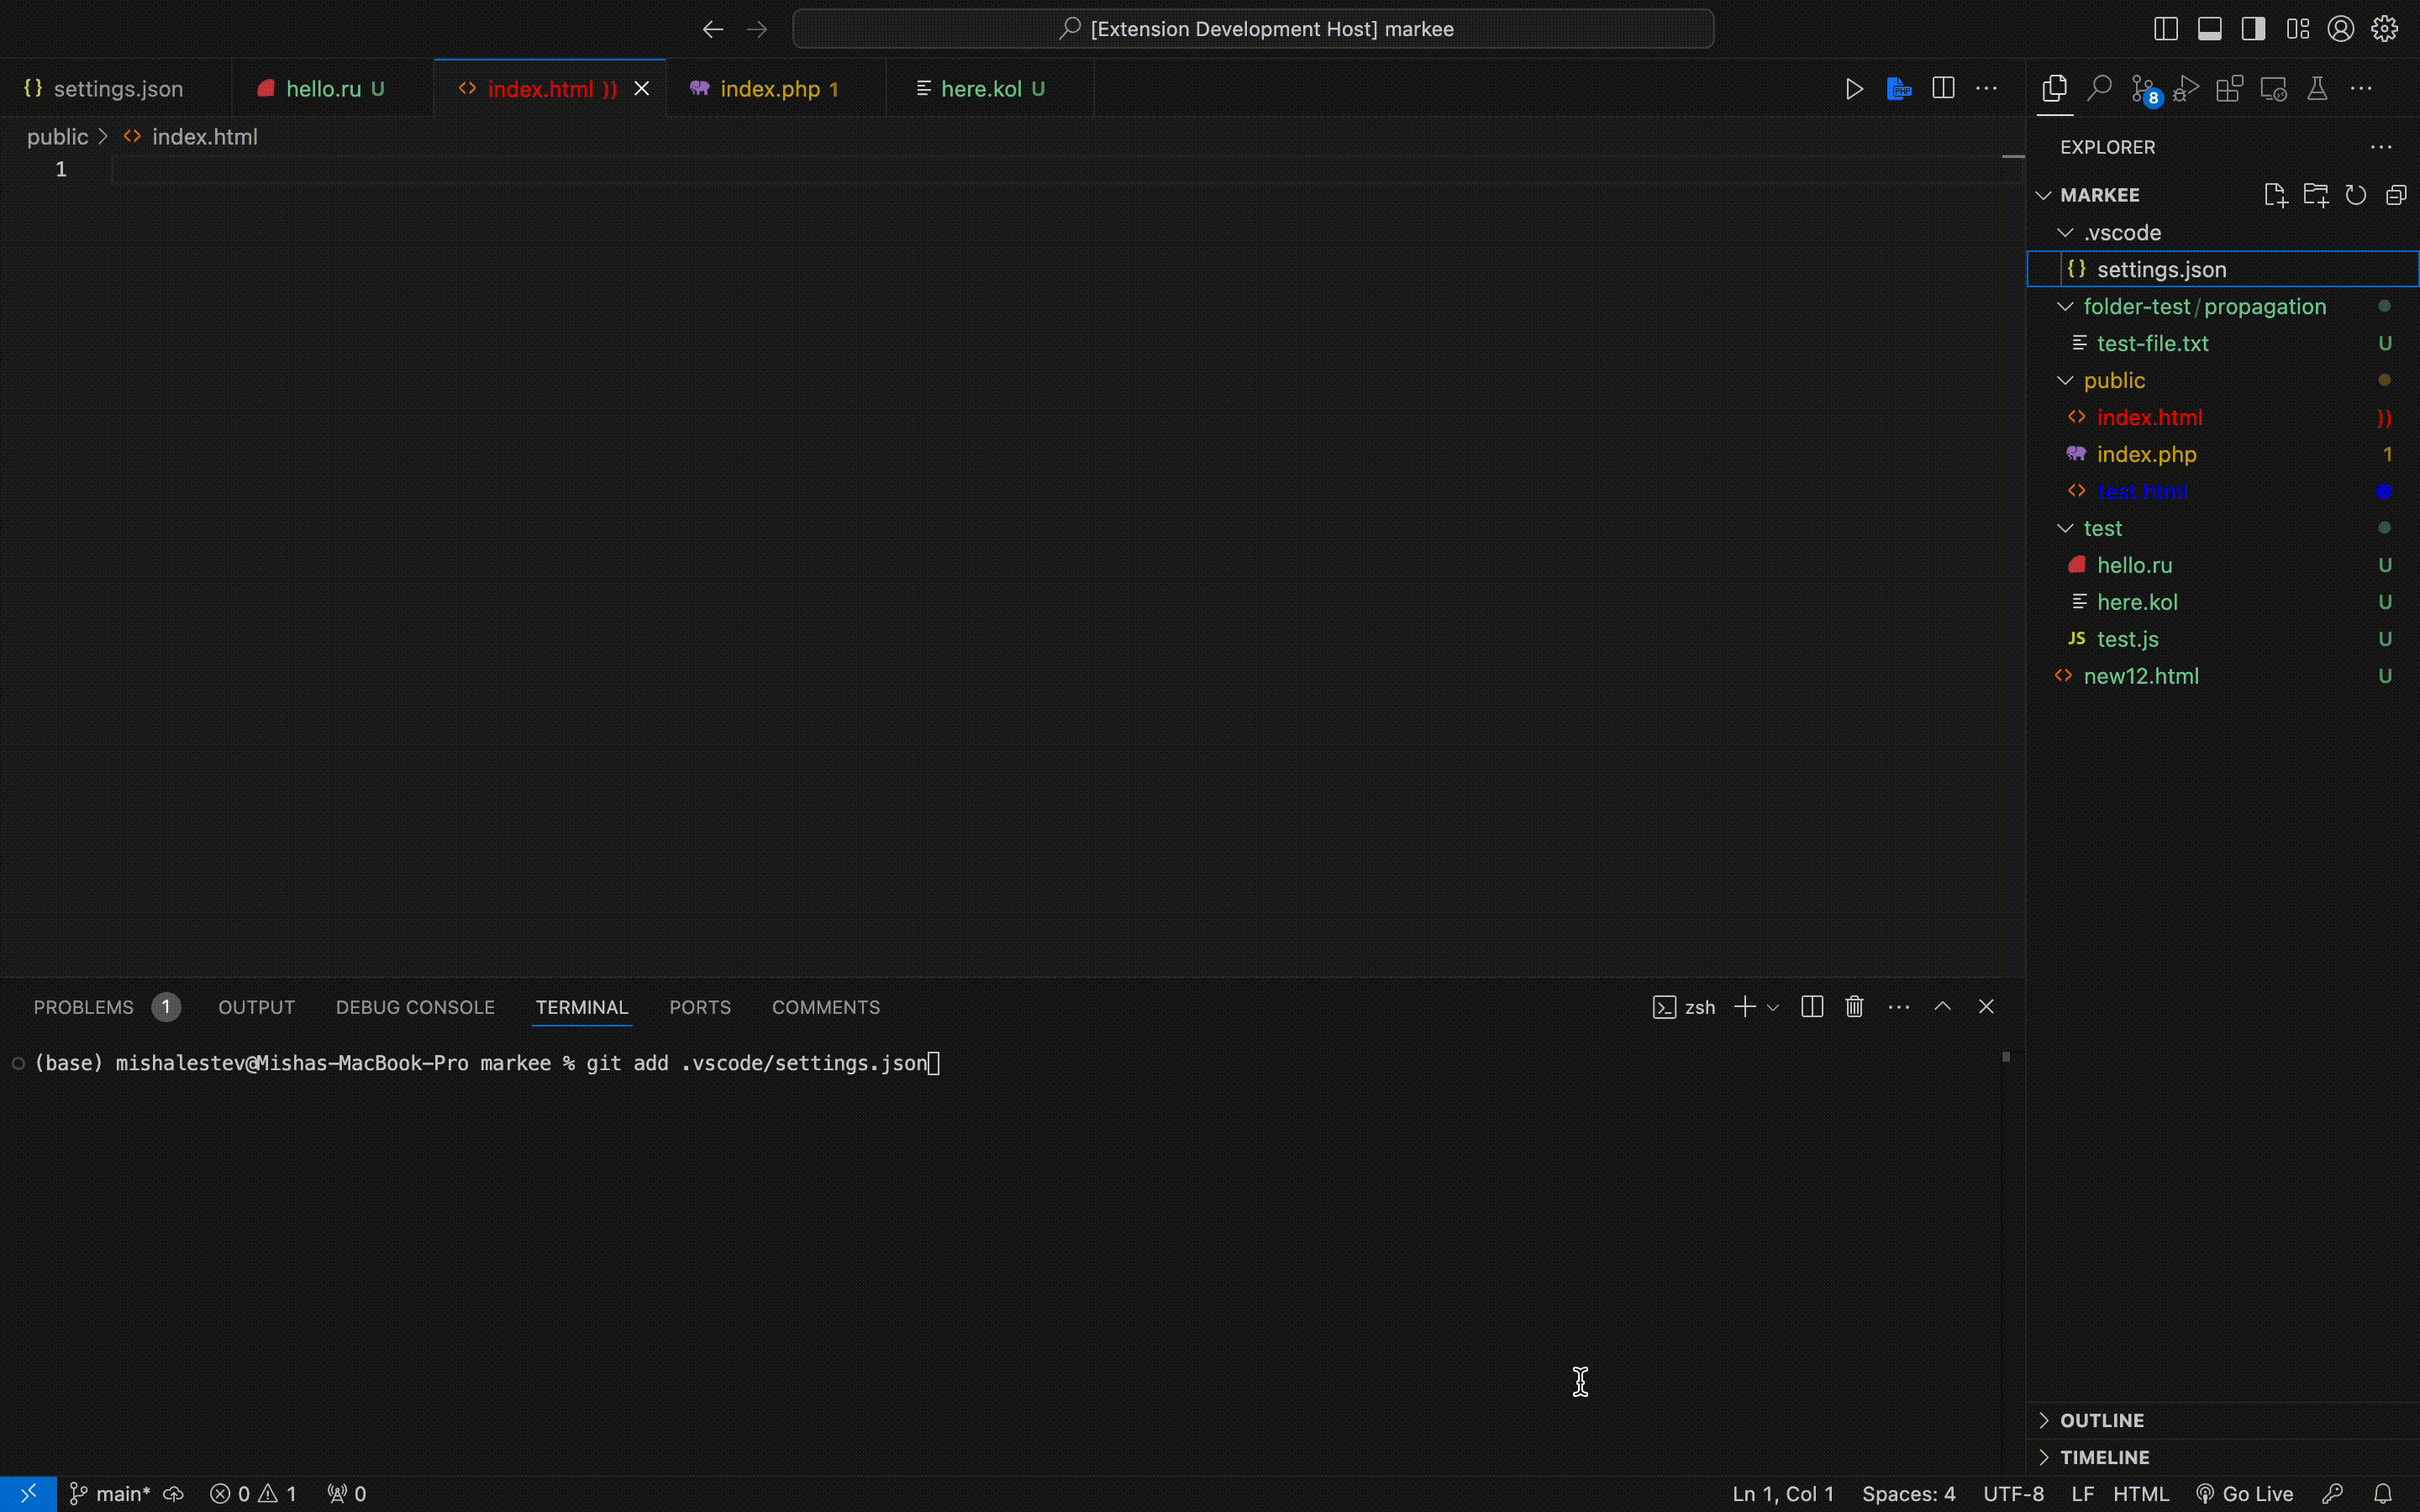 [Extension Development Host] markee
settings.json
hello.ru U
index.html ))
index.php 1
here.kol U
public
index.html
1
8
EXPLORER
MARKEE
.vscode
settings.json
folder-test/propagation
test-file.txt U
public
index.html ))
index.php 1
test.html
test
hello.ru U
here.kol U
JS test.js U
new12.html U
PROBLEMS 1 OUTPUT DEBUG CONSOLE TERMINAL PORTS COMMENTS
zsh
(base) mishalestev@Mishas-MacBook-Pro markee % git add .vscode/settings.json
OUTLINE
TIMELINE
main* 0 1 0
Ln 1, Col 1 Spaces: 4 UTF-8 LF HTML Go Live